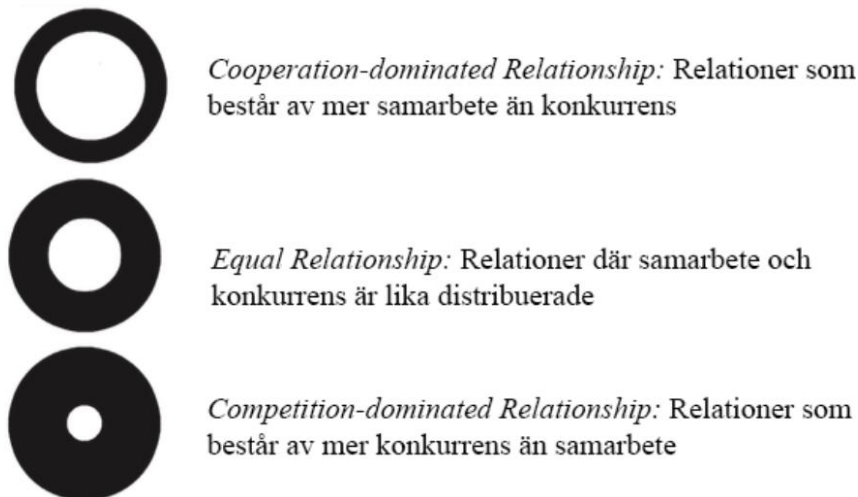 Cooperation-dominated Relationship: Relationer som
består av mer samarbete än konkurrens
Equal Relationship: Relationer där samarbete och
konkurrens är lika distribuerade
Competition-dominated Relationship: Relationer som
består av mer konkurrens än samarbete